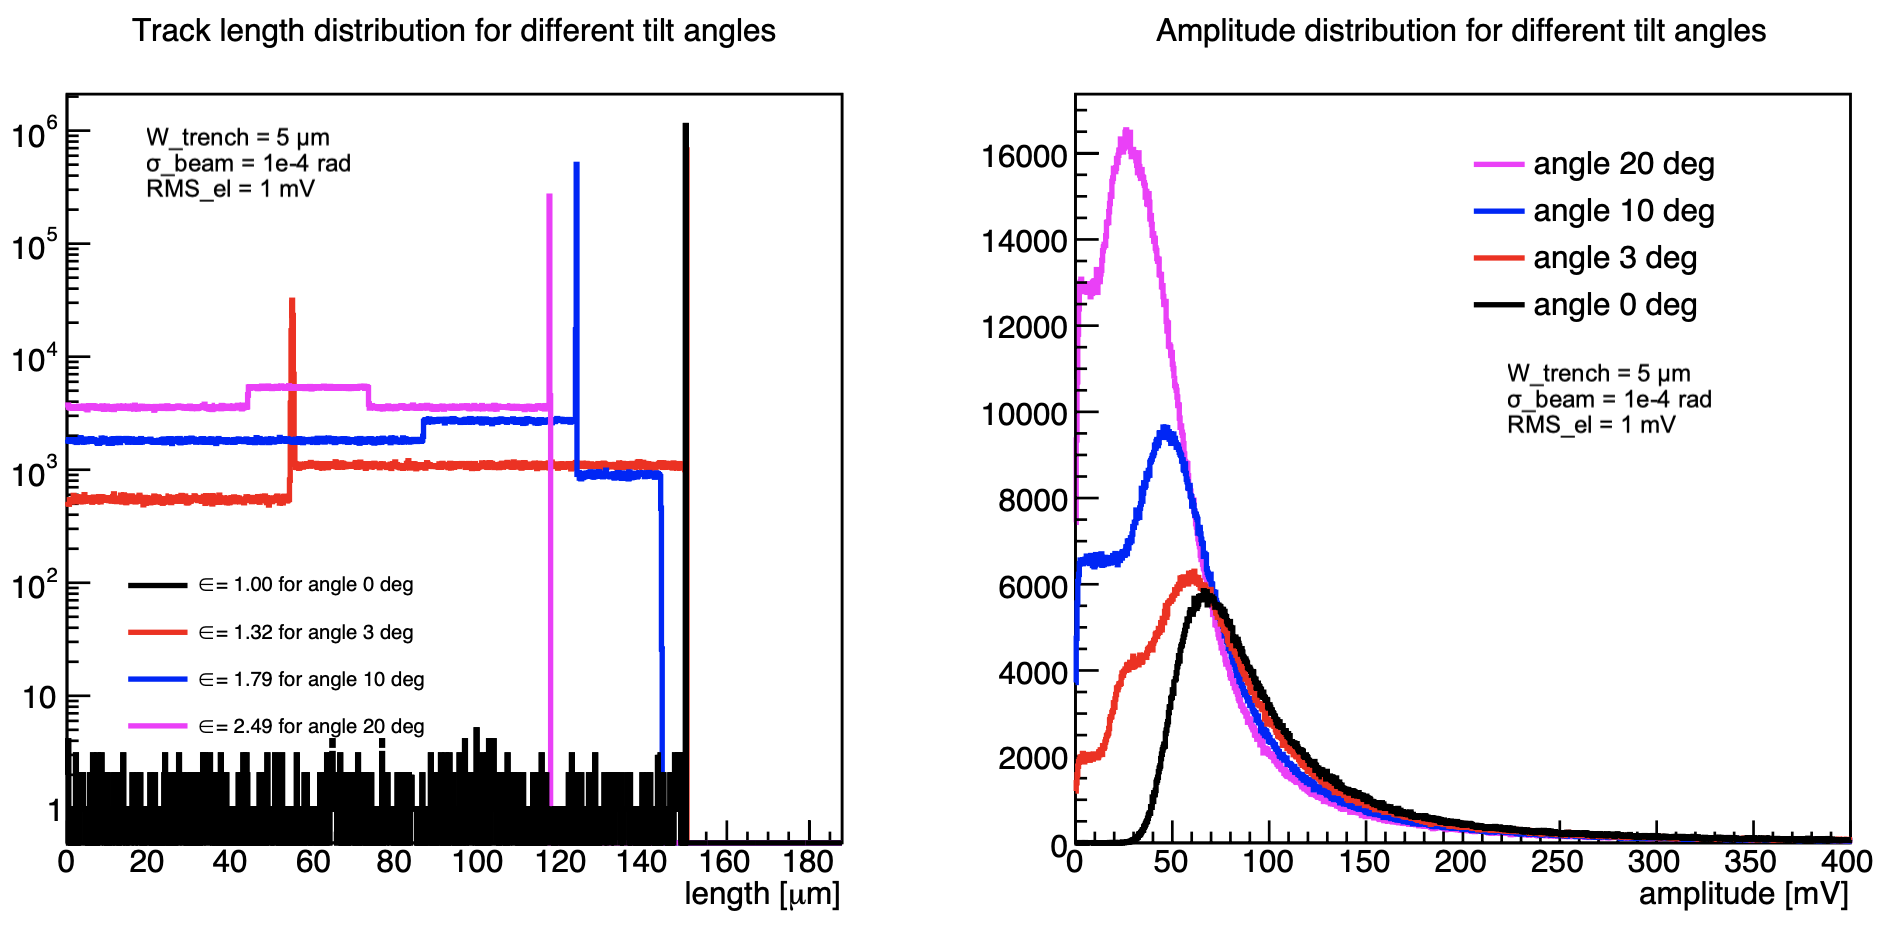 Track length distribution for different tilt angles
10^6
10^5
10^4
10^3
10^2
10
1
W_trench = 5 μm
σ_beam = 1e-4 rad
RMS_el = 1 mV
∈= 1.00 for angle 0 deg
∈= 1.32 for angle 3 deg
∈= 1.79 for angle 10 deg
∈= 2.49 for angle 20 deg
0 20 40 60 80 100 120 140 160 180
length [μm]
Amplitude distribution for different tilt angles
16000
14000
12000
10000
8000
6000
4000
2000
0
angle 20 deg
angle 10 deg
angle 3 deg
angle 0 deg
W_trench = 5 μm
σ_beam = 1e-4 rad
RMS_el = 1 mV
0 50 100 150 200 250 300 350 400
amplitude [mV]